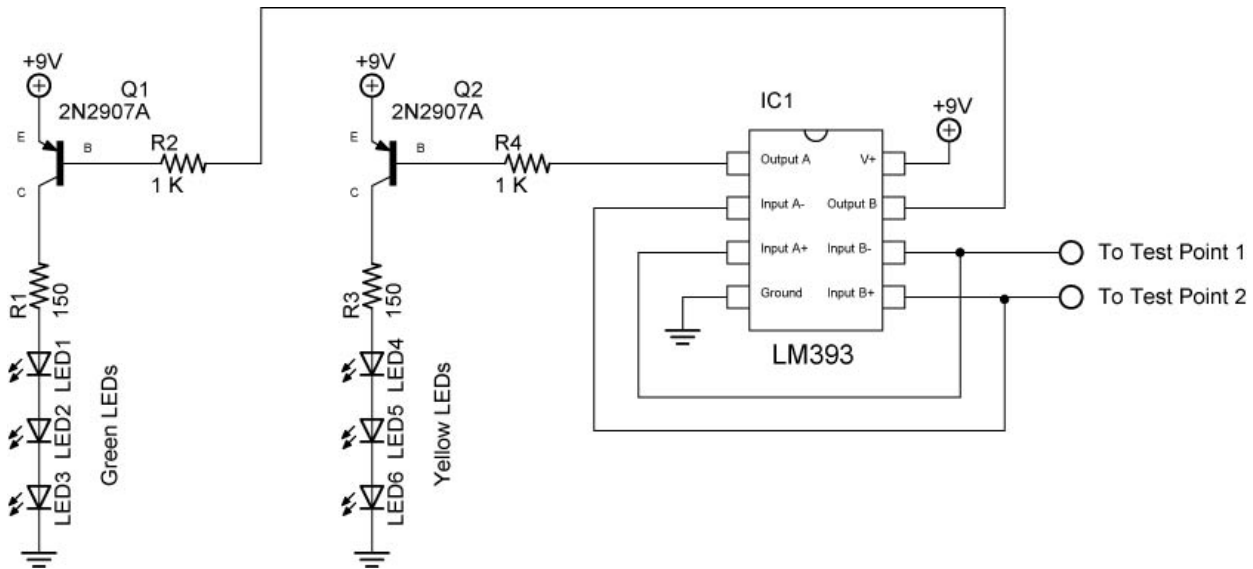 +9V
Q1
2N2907A
E
B
C
R2
1 K
R1
150
LED1
LED2
LED3
Green LEDs
+9V
Q2
2N2907A
E
B
C
R4
1 K
R3
150
LED4
LED5
LED6
Yellow LEDs
IC1
+9V
Output A
V+
Input A-
Output B
Input A+
Input B-
Ground
Input B+
LM393
To Test Point 1
To Test Point 2